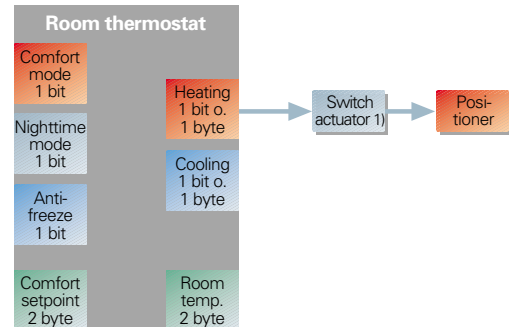 Room thermostat
Comfort
mode
1 bit
Nighttime
mode
1 bit
Anti-
freeze
1 bit
Comfort
setpoint
2 byte
Heating
1 bit o.
1 byte
Cooling
1 bit o.
1 byte
Room
temp.
2 byte
Switch
actuator 1)
Posi-
tioner